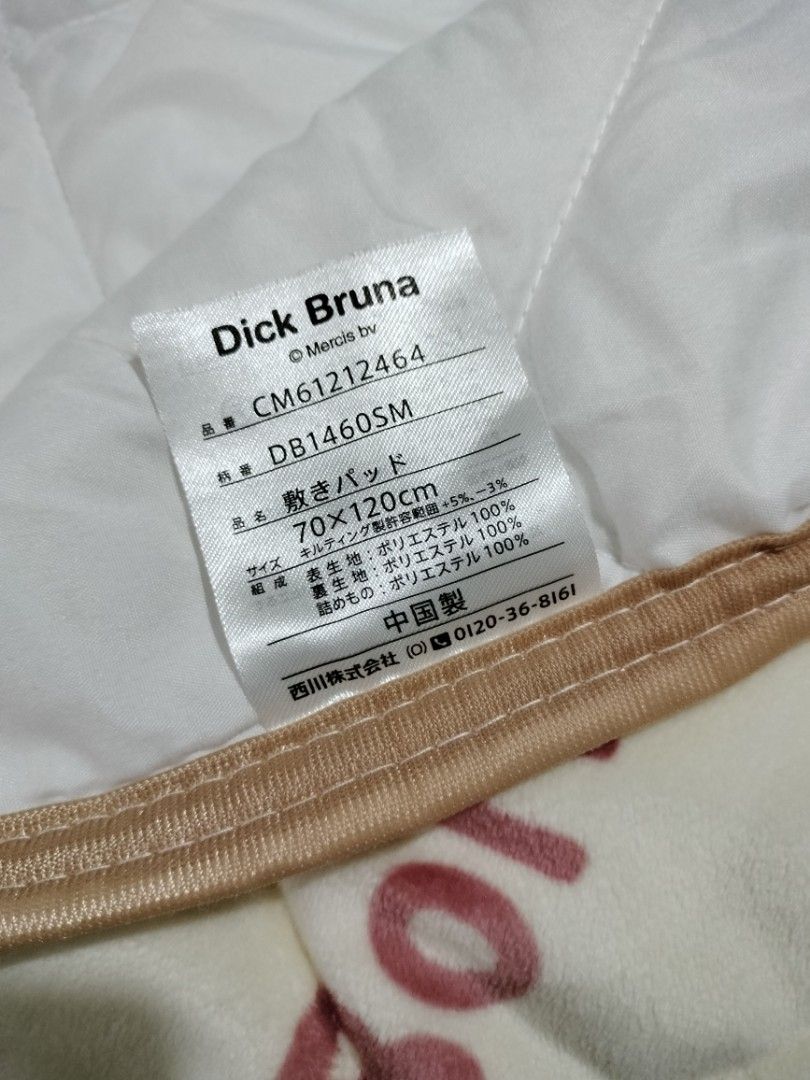 Dick Bruna
© Mercis bv
品番 CM61212464
柄番 DB1460SM
品名 敷きパッド
サイズ 70×120cm
キルティング製許容範囲+5%、−3%
組成 表生地：ポリエステル100%
裏生地：ポリエステル100%
詰めもの：ポリエステル100%
中国製
西川株式会社 (O) 0120-36-8161